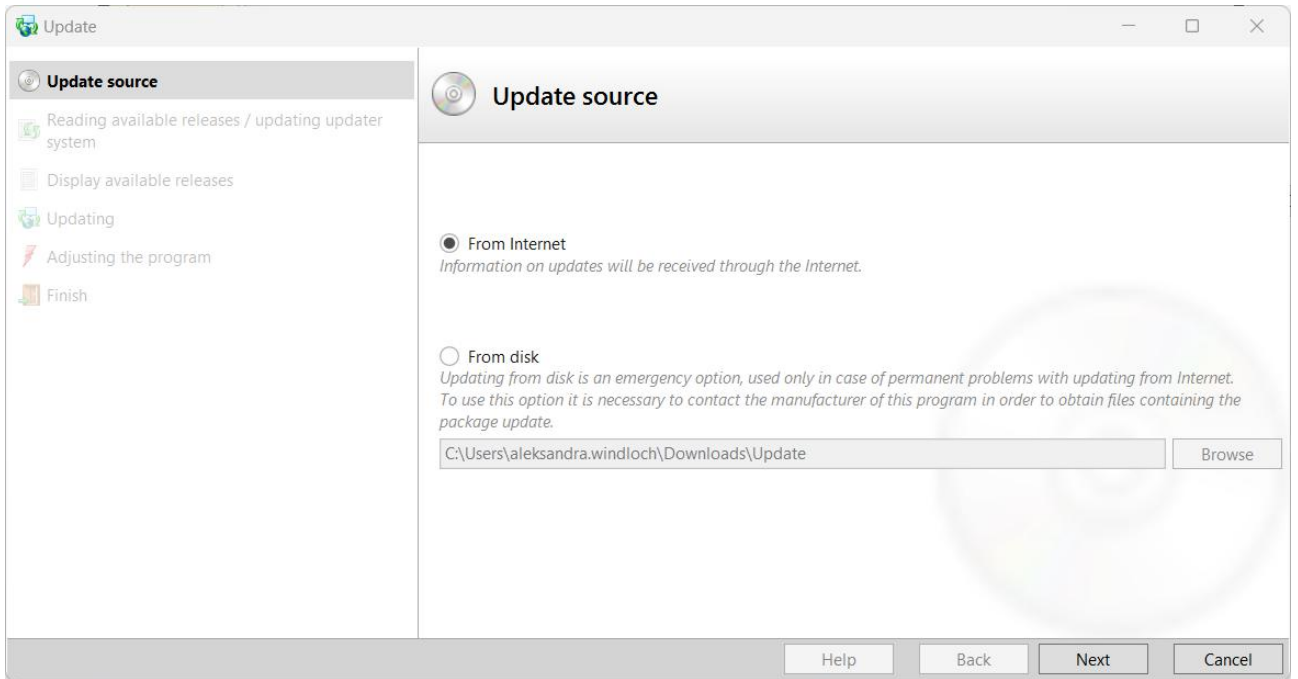 Update
Update source
Reading available releases / updating updater
system
Display available releases
Updating
Adjusting the program
Finish
Update source
From Internet
Information on updates will be received through the Internet.
From disk
Updating from disk is an emergency option, used only in case of permanent problems with updating from Internet.
To use this option it is necessary to contact the manufacturer of this program in order to obtain files containing the
package update.
C:\Users\aleksandra.windloch\Downloads\Update
Browse
Help
Back
Next
Cancel